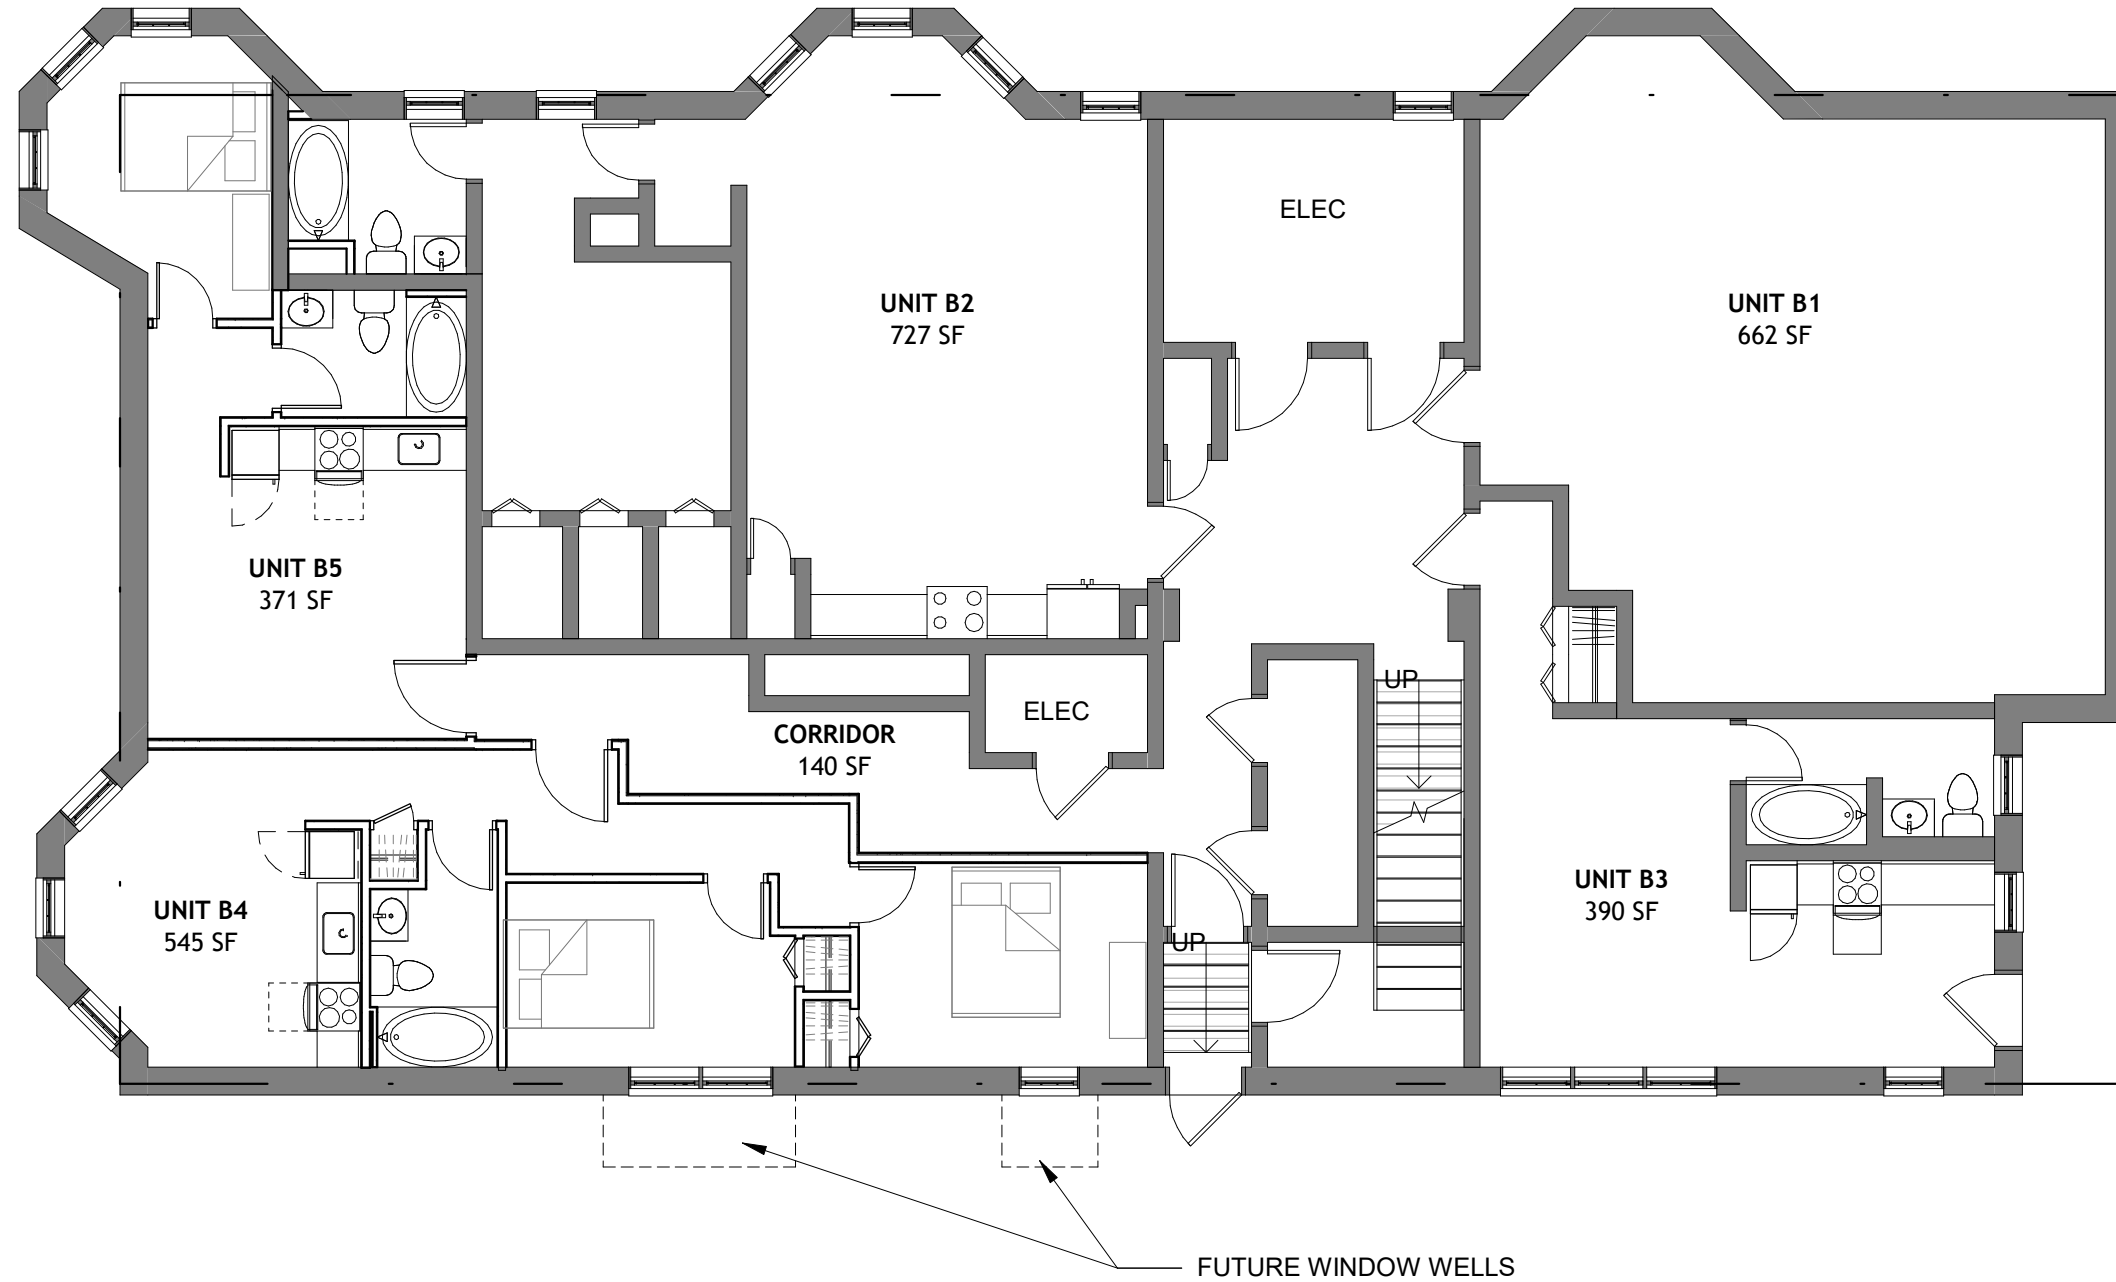 ELEC
UNIT B2
727 SF
UNIT B1
662 SF
UNIT B5
371 SF
UP
ELEC
CORRIDOR
140 SF
UNIT B3
390 SF
UNIT B4
545 SF
UP
FUTURE WINDOW WELLS